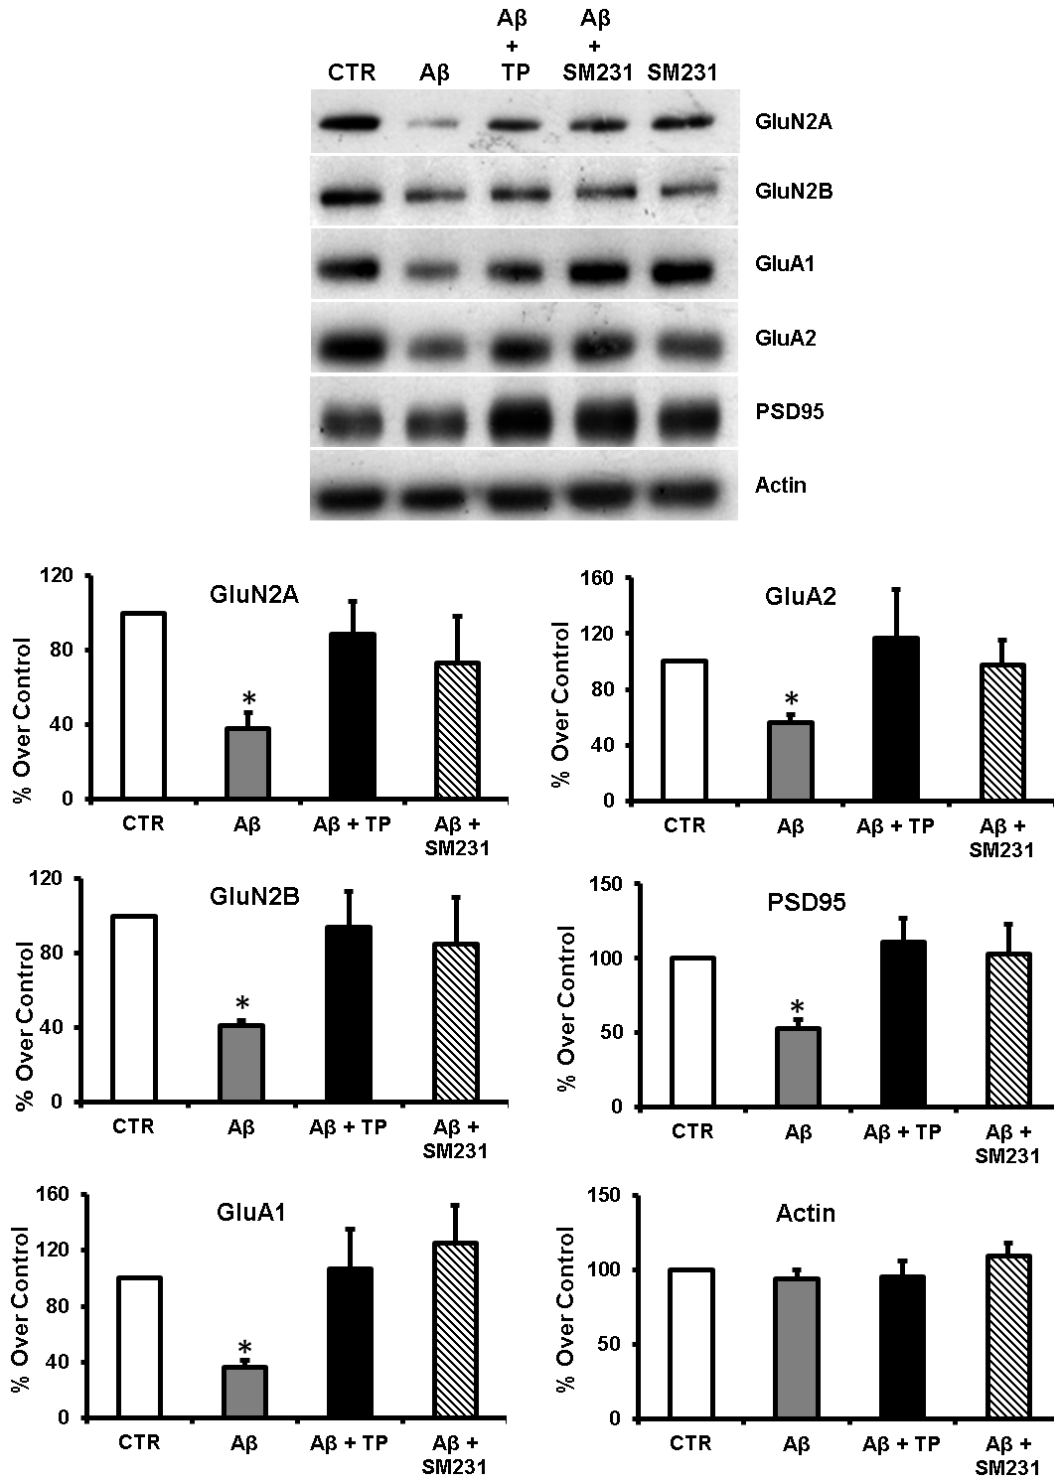 Aβ
+
TP
Aβ
+
SM231
CTR
Aβ
SM231
GluN2A
GluN2B
GluA1
GluA2
PSD95
Actin
GluN2A
% Over Control
120
80
40
0
*
CTR
Aβ
Aβ + TP
Aβ +
SM231
GluA2
% Over Control
160
120
80
40
0
*
CTR
Aβ
Aβ + TP
Aβ +
SM231
GluN2B
% Over Control
120
80
40
0
*
CTR
Aβ
Aβ + TP
Aβ +
SM231
PSD95
% Over Control
150
100
50
0
*
CTR
Aβ
Aβ + TP
Aβ +
SM231
GluA1
% Over Control
160
120
80
40
0
*
CTR
Aβ
Aβ + TP
Aβ +
SM231
Actin
% Over Control
150
100
50
0
CTR
Aβ
Aβ + TP
Aβ +
SM231